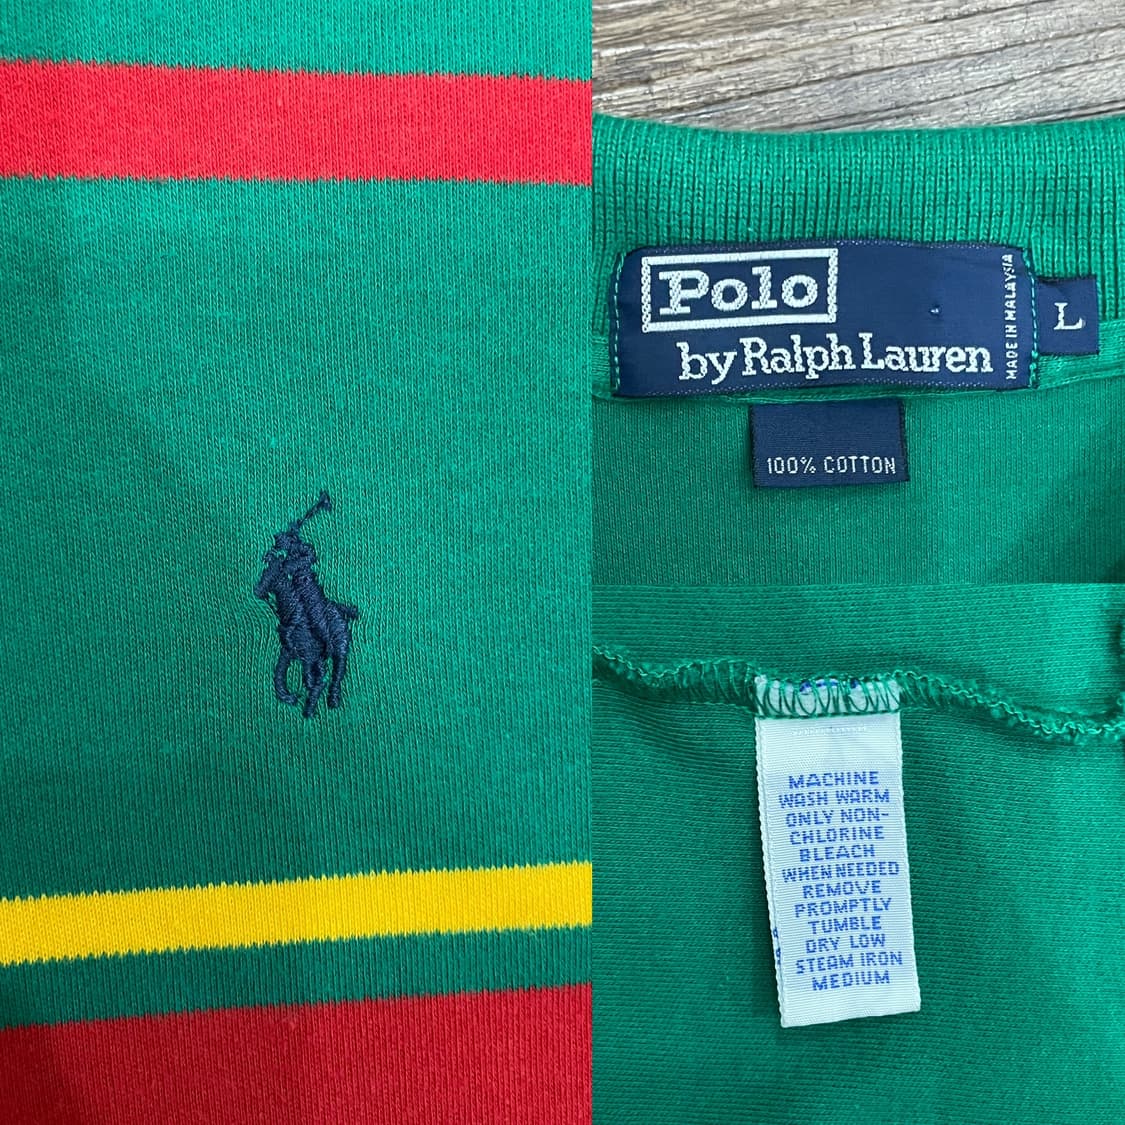 Polo
by Ralph Lauren
MADE IN MALAYSIA
L
100% COTTON
MACHINE
WASH WARM
ONLY NON-
CHLORINE
BLEACH
WHEN NEEDED
REMOVE
PROMPTLY
TUMBLE
DRY LOW
STEAM IRON
MEDIUM